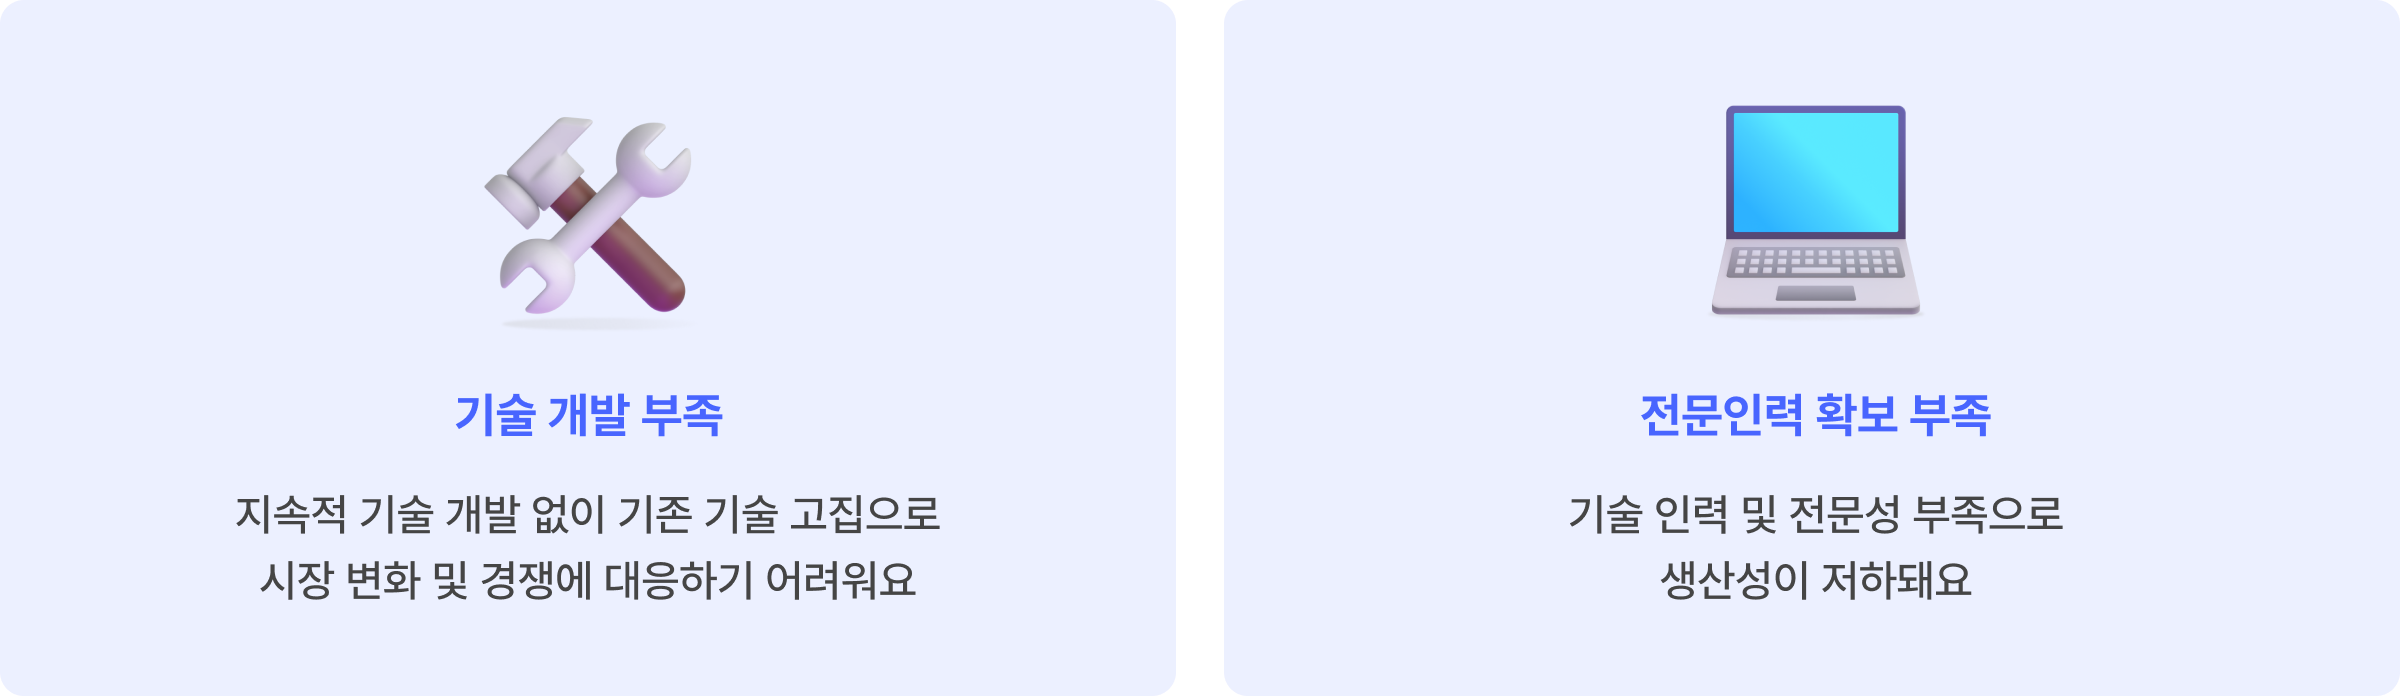 기술 개발 부족
지속적 기술 개발 없이 기존 기술 고집으로
시장 변화 및 경쟁에 대응하기 어려워요
전문인력 확보 부족
기술 인력 및 전문성 부족으로
생산성이 저하돼요